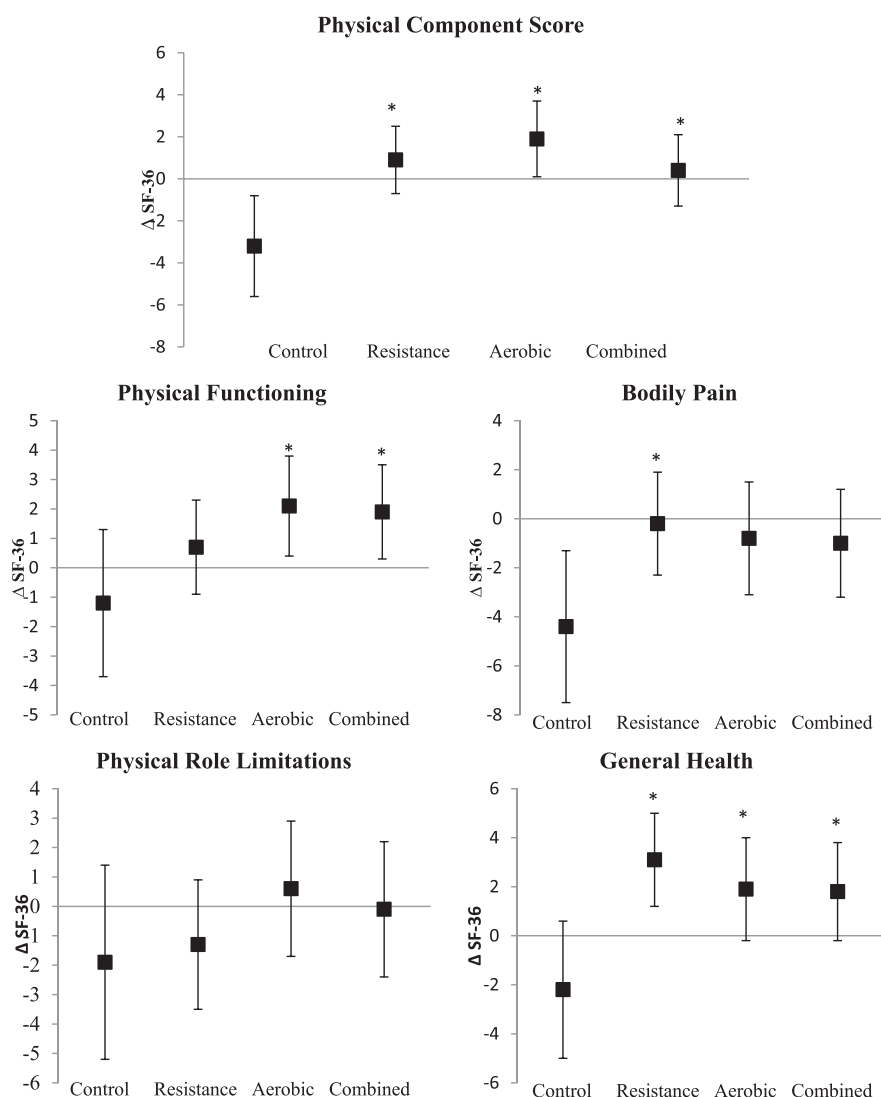 Physical Component Score
6
4
2
0
-2
-4
-6
-8
Δ SF-36
* * *
Control Resistance Aerobic Combined
Physical Functioning
5
4
3
2
1
0
-1
-2
-3
-4
-5
Δ SF-36
* *
Control Resistance Aerobic Combined
Bodily Pain
4
2
0
-2
-4
-6
-8
Δ SF-36
*
Control Resistance Aerobic Combined
Physical Role Limitations
4
3
2
1
0
-1
-2
-3
-4
-5
-6
Δ SF-36
Control Resistance Aerobic Combined
General Health
6
4
2
0
-2
-4
-6
Δ SF-36
* * *
Control Resistance Aerobic Combined